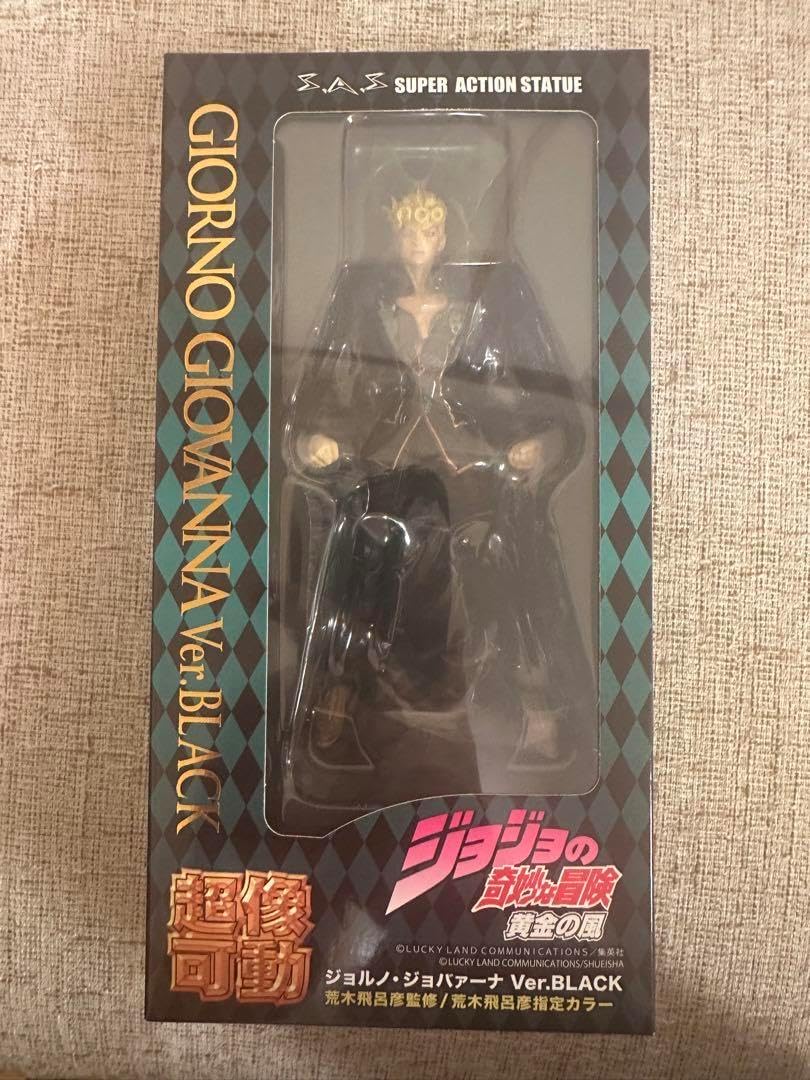 S.A.S SUPER ACTION STATUE
GIORNO GIOVANNA Ver.BLACK
超像
可動
ジョジョの
奇妙な冒険
黄金の風
©LUCKY LAND COMMUNICATIONS/集英社
©LUCKY LAND COMMUNICATIONS/SHUEISHA
ジョルノ・ジョバァーナ Ver.BLACK
荒木飛呂彦監修/荒木飛呂彦指定カラー